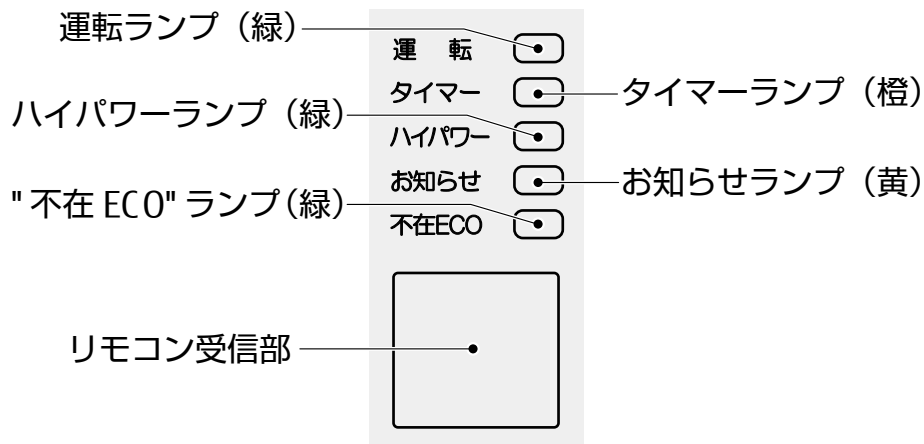 運転ランプ（緑）
運　転
タイマー
タイマーランプ（橙）
ハイパワーランプ（緑）
ハイパワー
お知らせ
お知らせランプ（黄）
"不在 ECO" ランプ（緑）
不在ECO
リモコン受信部